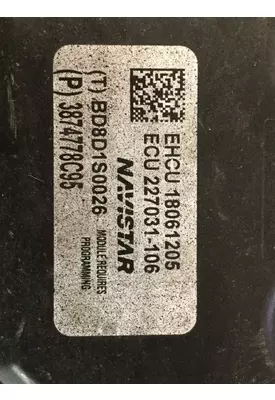 EHCU 18061205
ECU 227031-106
NAVISTAR
MODULE REQUIRES
PROGRAMMING
(T) BD8D1S0026
(P) 3874778C95